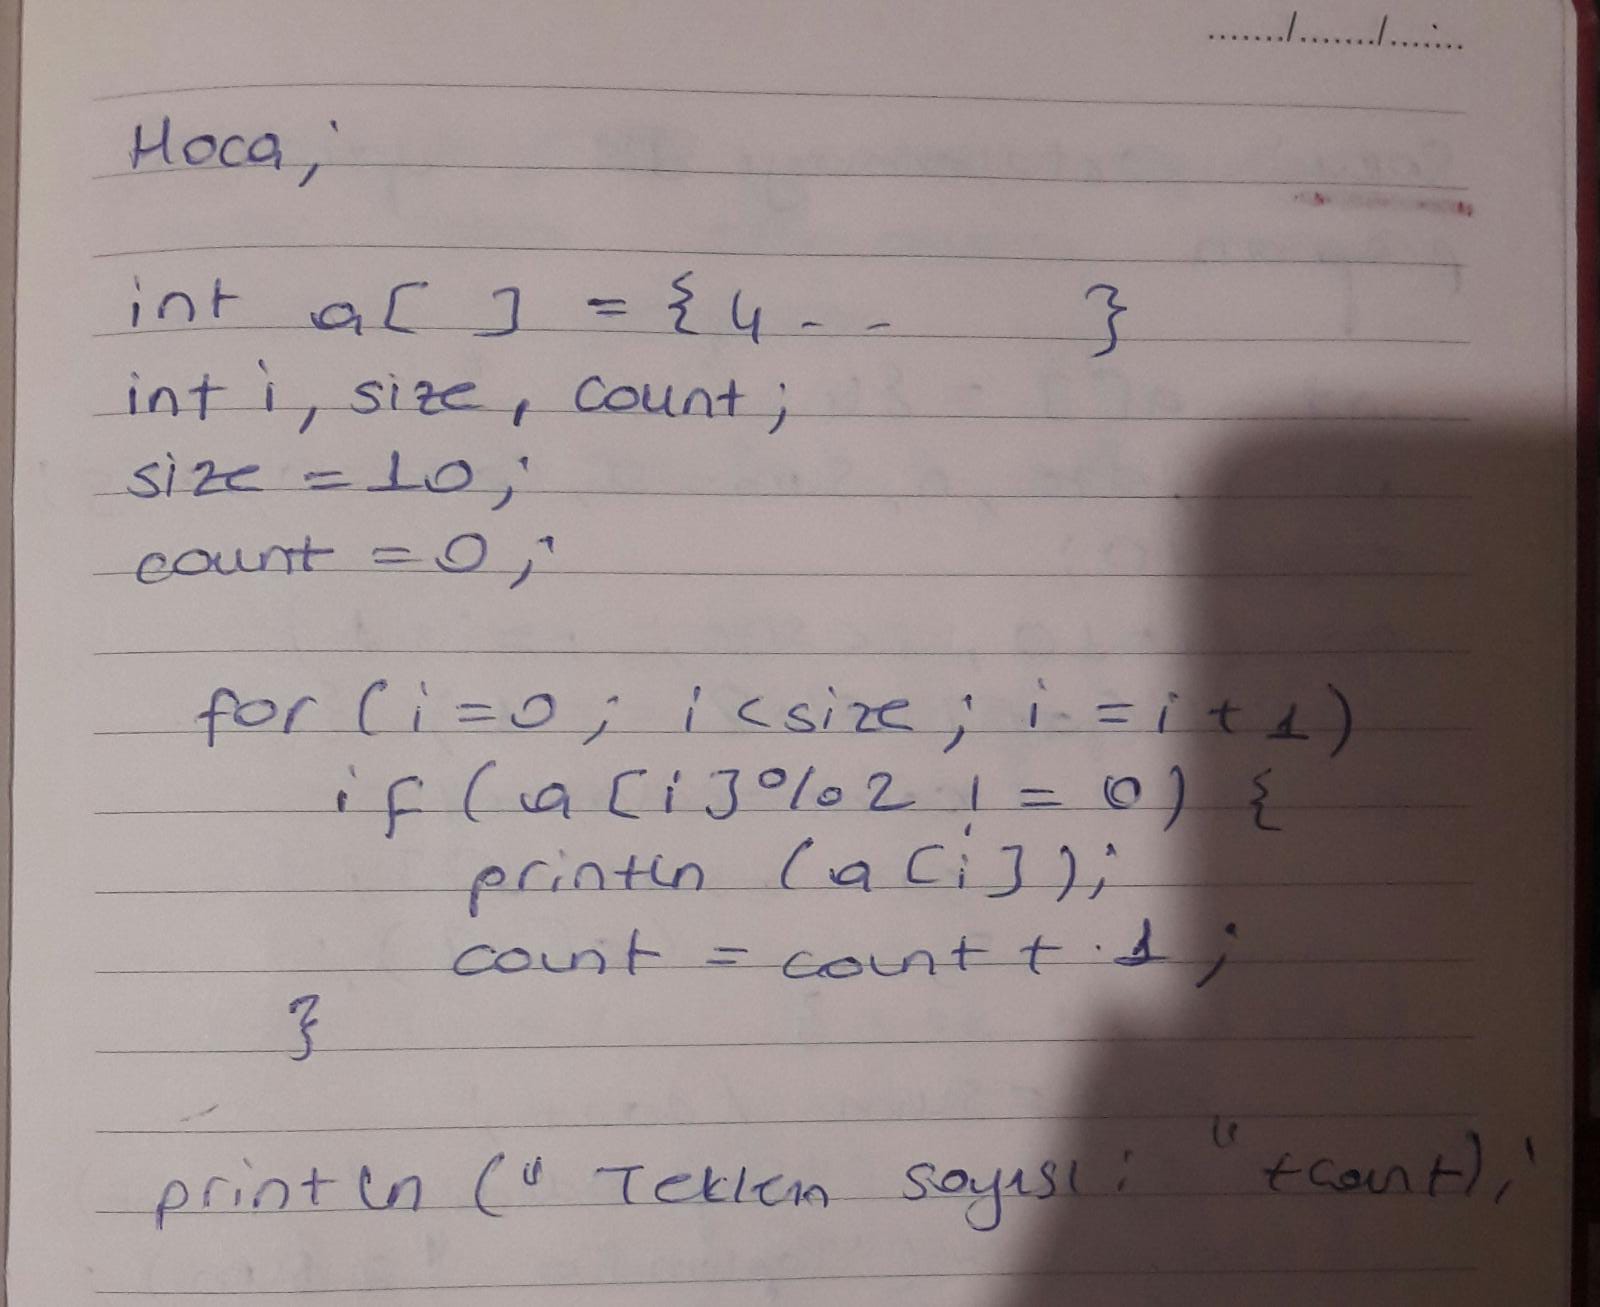 ......./......./.......
Hoca;
int a[ ] = {4 - - }
int i, size, count;
size = 10;
count = 0;
for (i=0; i<size; i=i+1)
if (a[i]%2 != 0) {
println (a[i]);
count = count + 1;
}
println (" Teklerın sayısı: " +count);